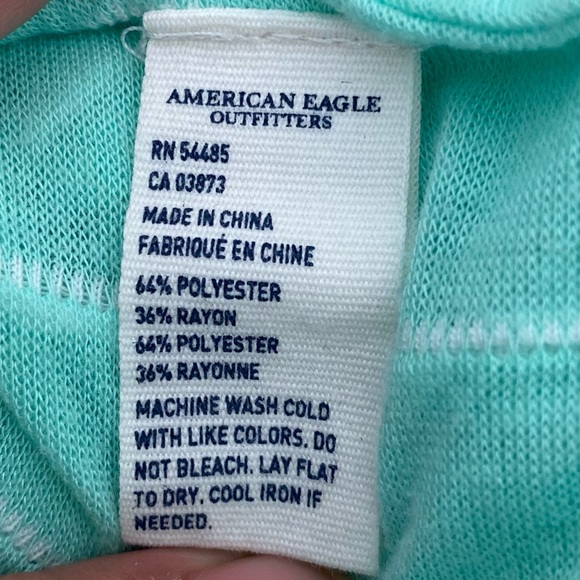 AMERICAN EAGLE
OUTFITTERS
RN 54485
CA 03873
MADE IN CHINA
FABRIQUÉ EN CHINE
64% POLYESTER
36% RAYON
64% POLYESTER
36% RAYONNE
MACHINE WASH COLD
WITH LIKE COLORS. DO
NOT BLEACH. LAY FLAT
TO DRY. COOL IRON IF
NEEDED.